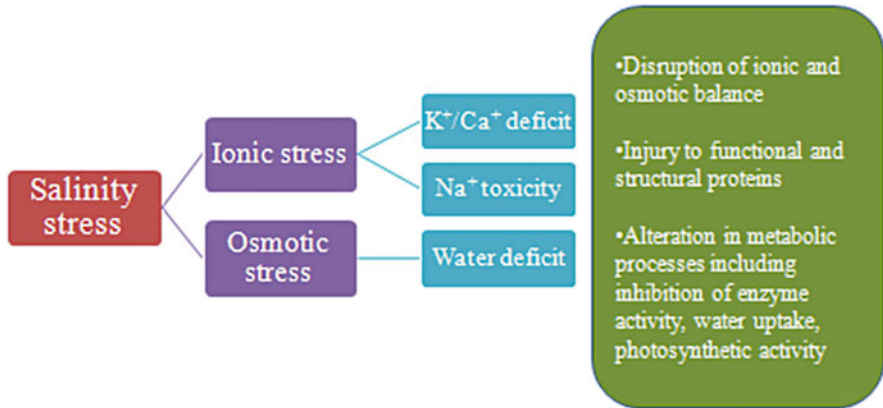 Salinity
stress
Ionic stress
Osmotic
stress
K⁺/Ca⁺ deficit
Na⁺ toxicity
Water deficit
•Disruption of ionic and
osmotic balance
•Injury to functional and
structural proteins
•Alteration in metabolic
processes including
inhibition of enzyme
activity, water uptake,
photosynthetic activity